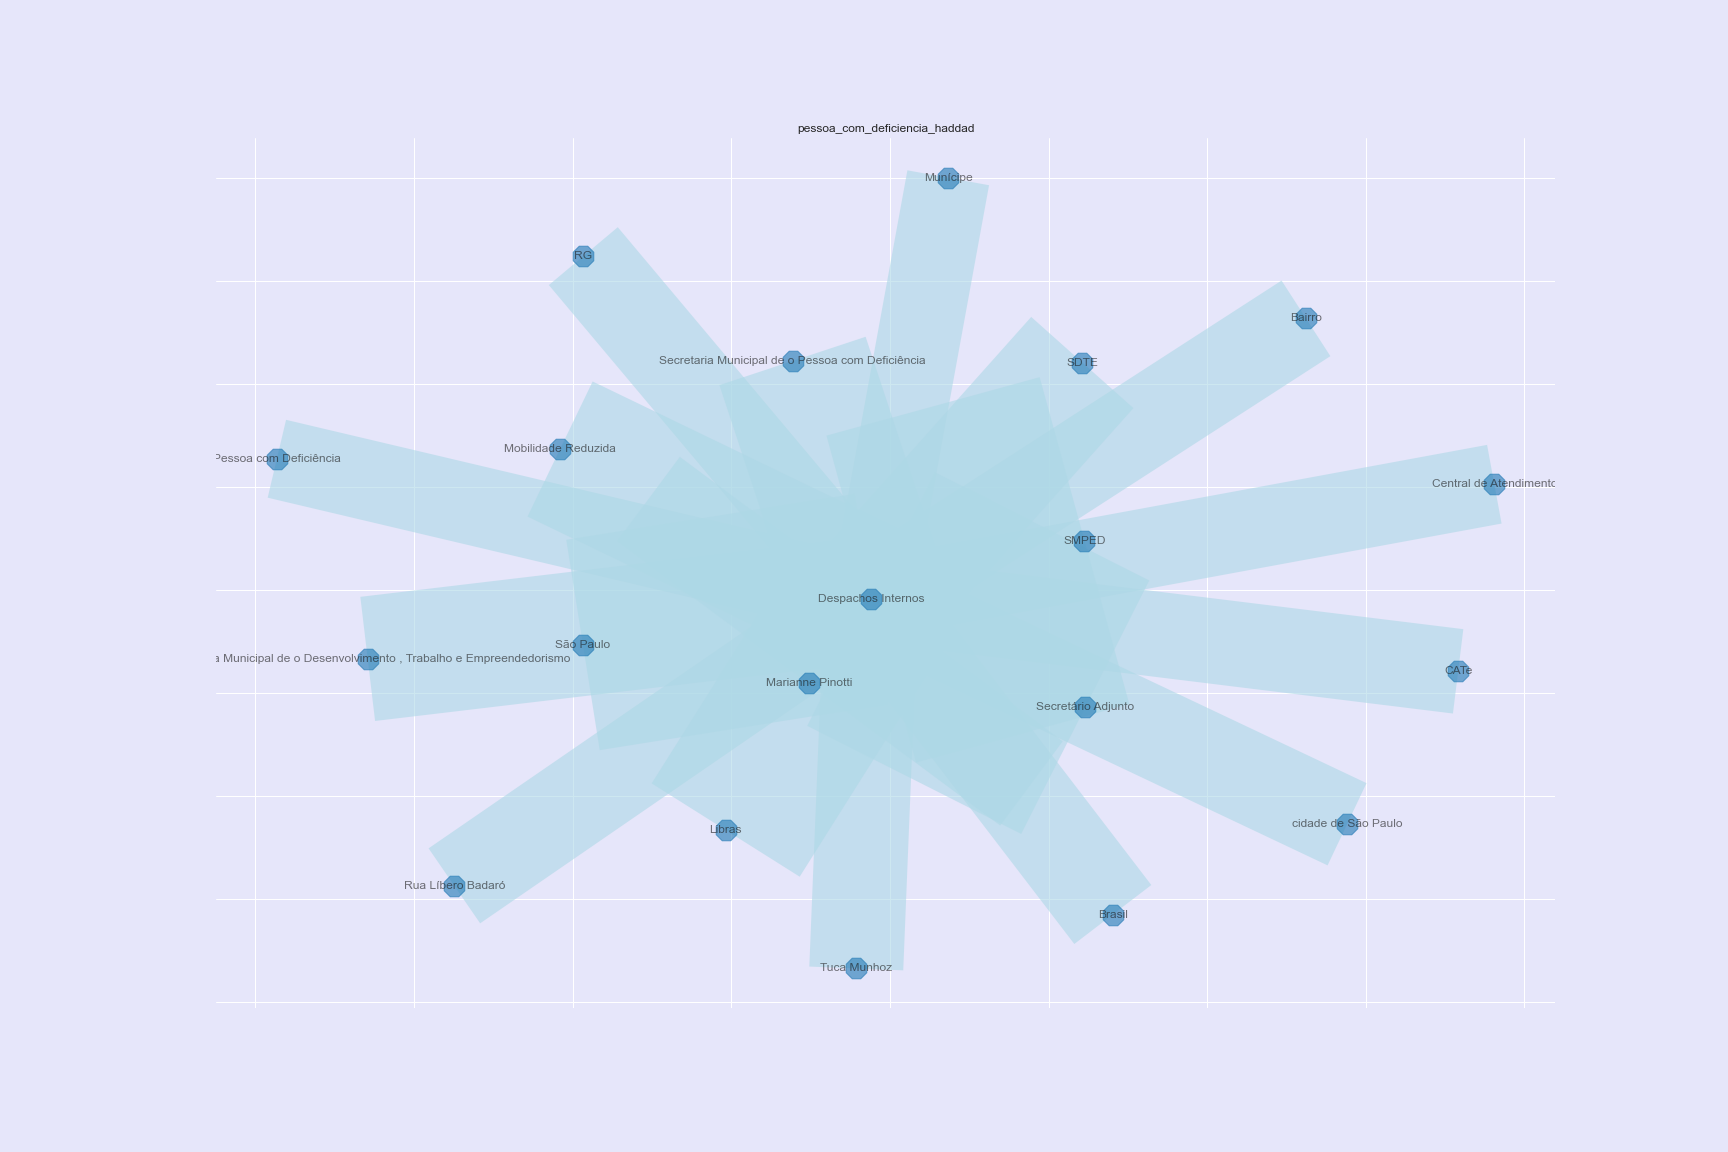 pessoa_com_deficiencia_haddad
Munícipe
RG
Bairro
Secretaria Municipal de o Pessoa com Deficiência
SDTE
Mobilidade Reduzida
Pessoa com Deficiência
Central de Atendimento
SMPED
Despachos Internos
São Paulo
a Municipal de o Desenvolvimento , Trabalho e Empreendedorismo
CATe
Marianne Pinotti
Secretário Adjunto
cidade de São Paulo
Libras
Rua Líbero Badaró
Brasil
Tuca Munhoz